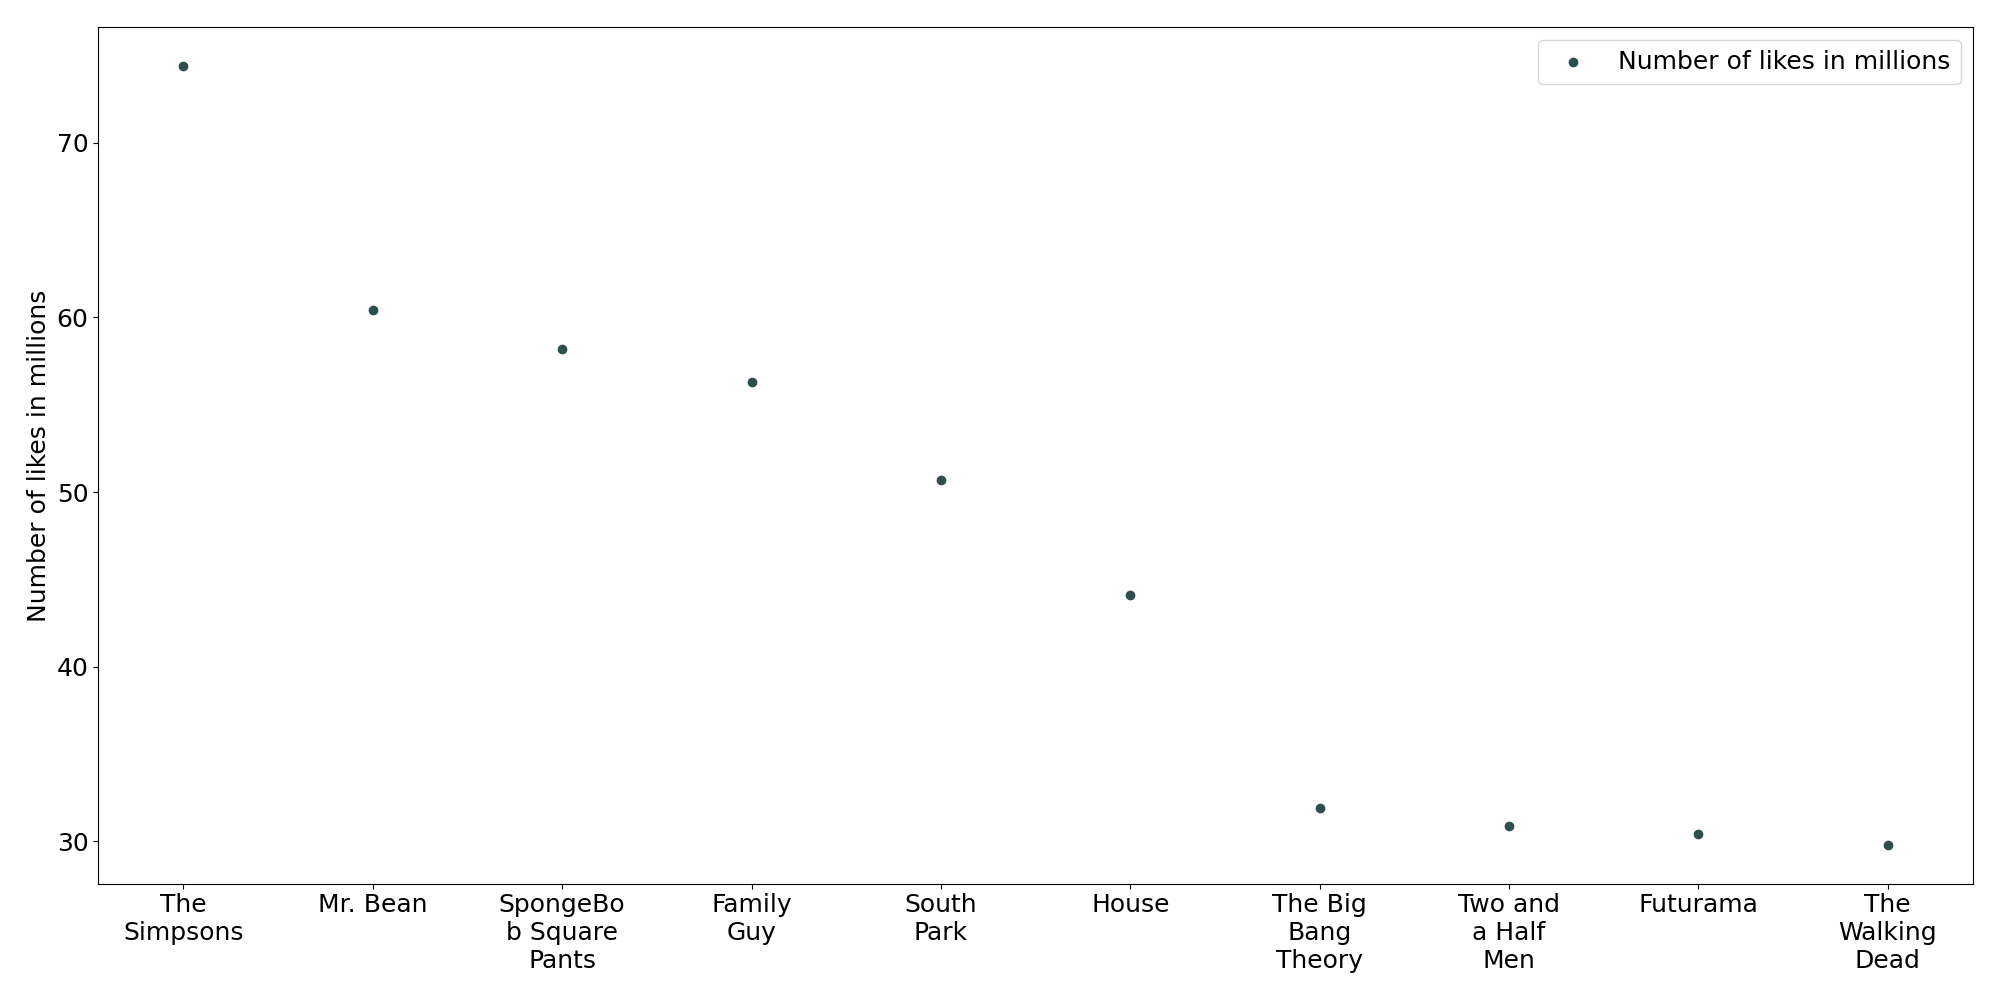 Number of likes in millions
Number of likes in millions
70
60
50
40
30
The
Simpsons
Mr. Bean
SpongeBo
b Square
Pants
Family
Guy
South
Park
House
The Big
Bang
Theory
Two and
a Half
Men
Futurama
The
Walking
Dead